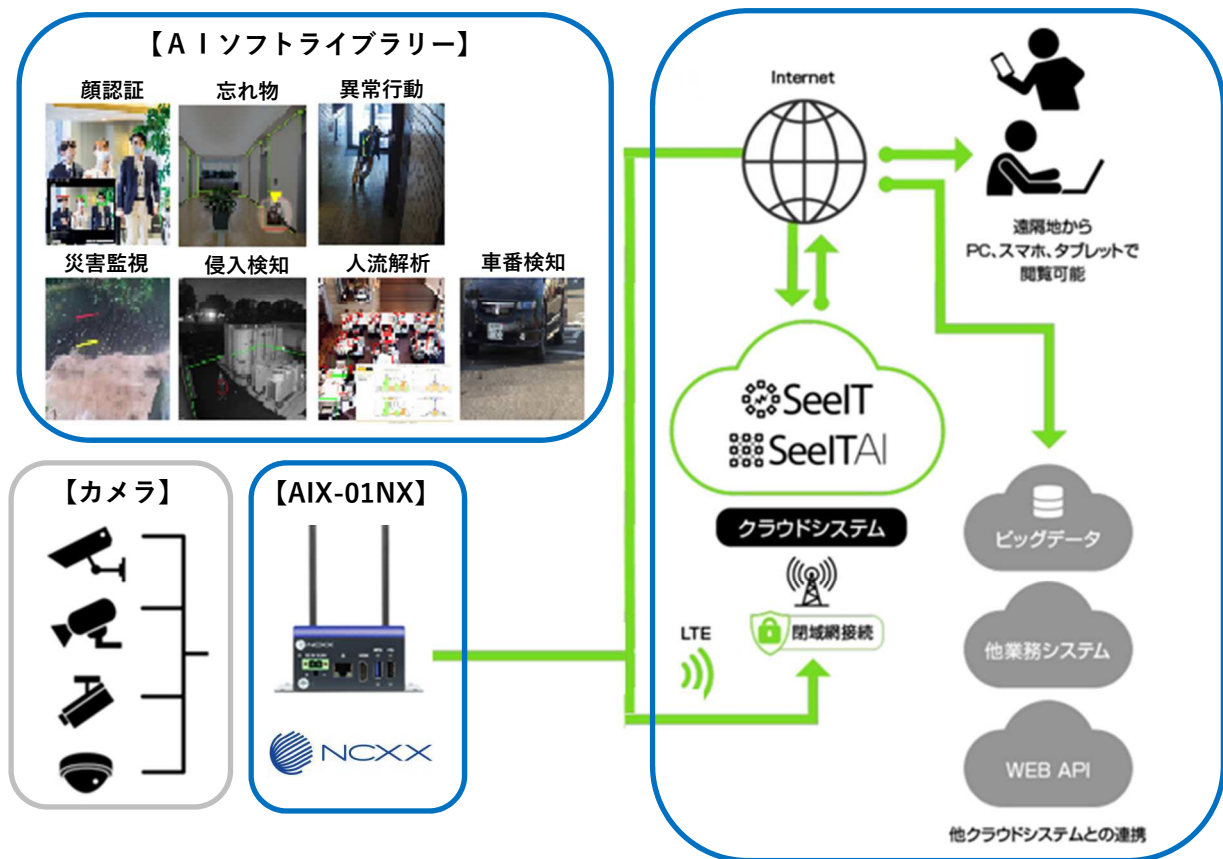 【AIソフトライブラリー】
顔認証
忘れ物
異常行動
災害監視
侵入検知
人流解析
車番検知
【カメラ】
【AIX-01NX】
NCXX
NCXX
Internet
遠隔地から
PC、スマホ、タブレットで
閲覧可能
SeeIT
SeeITAI
クラウドシステム
LTE
閉域網接続
ビッグデータ
他業務システム
WEB API
他クラウドシステムとの連携